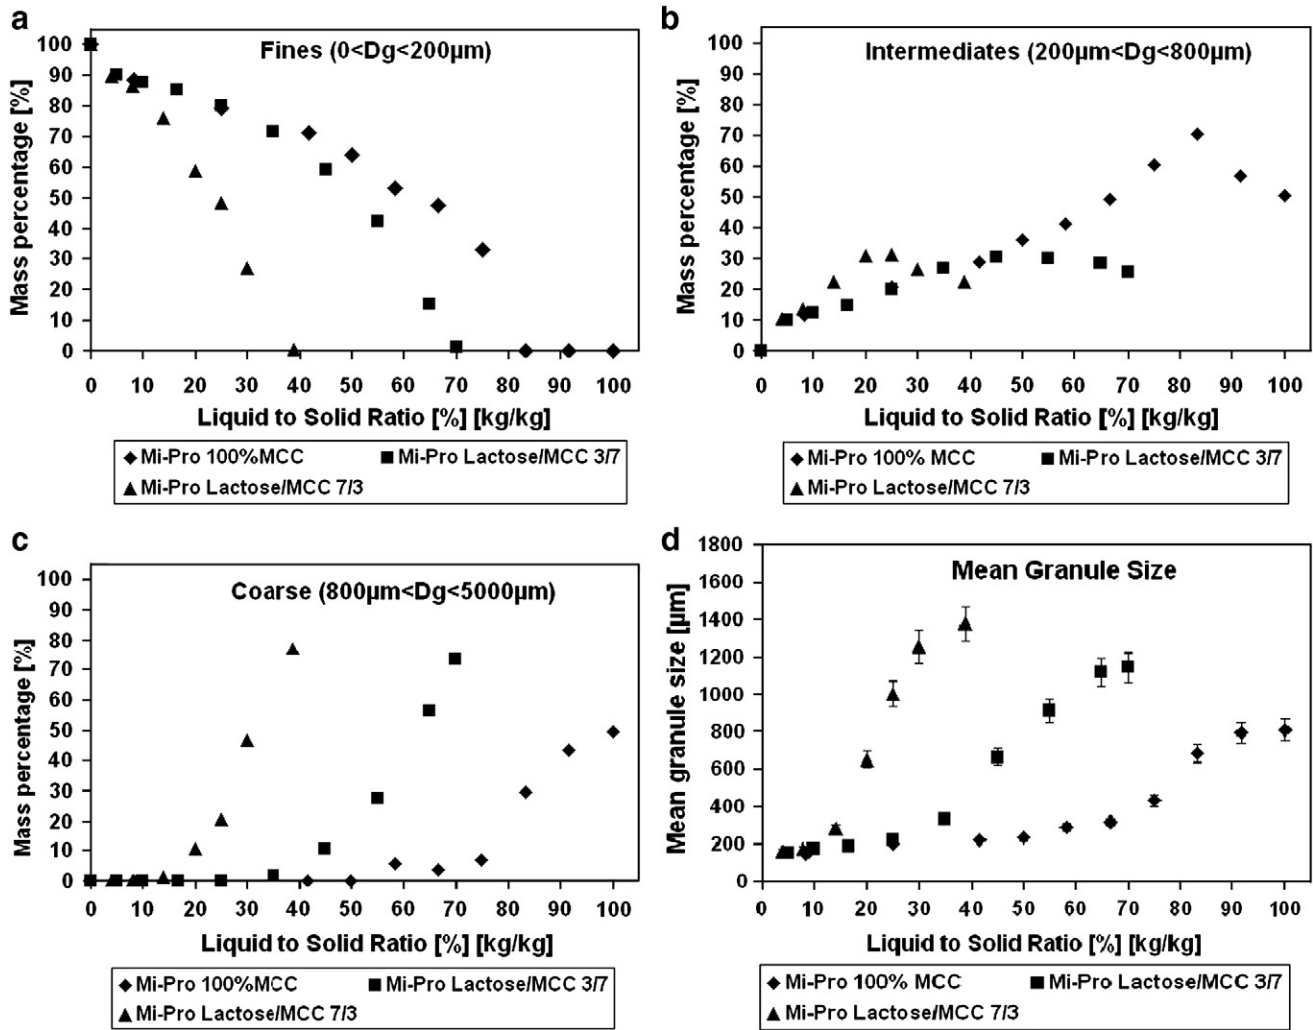 a
Fines (0<Dg<200µm)
Mass percentage [%]
100
90
80
70
60
50
40
30
20
10
0
0 10 20 30 40 50 60 70 80 90 100
Liquid to Solid Ratio [%] [kg/kg]
◆ Mi-Pro 100%MCC ■ Mi-Pro Lactose/MCC 3/7
▲ Mi-Pro Lactose/MCC 7/3
b
Intermediates (200µm<Dg<800µm)
Mass percentage [%]
100
90
80
70
60
50
40
30
20
10
0
0 10 20 30 40 50 60 70 80 90 100
Liquid to Solid Ratio [%] [kg/kg]
◆ Mi-Pro 100% MCC ■ Mi-Pro Lactose/MCC 3/7
▲ Mi-Pro Lactose/MCC 7/3
c
Coarse (800µm<Dg<5000µm)
Mass percentage [%]
100
90
80
70
60
50
40
30
20
10
0
0 10 20 30 40 50 60 70 80 90 100
Liquid to Solid Ratio [%] [kg/kg]
◆ Mi-Pro 100%MCC ■ Mi-Pro Lactose/MCC 3/7
▲ Mi-Pro Lactose/MCC 7/3
d
Mean Granule Size
Mean granule size [µm]
1800
1600
1400
1200
1000
800
600
400
200
0
0 10 20 30 40 50 60 70 80 90 100
Liquid to Solid Ratio [%] [kg/kg]
◆ Mi-Pro 100% MCC ■ Mi-Pro Lactose/MCC 3/7
▲ Mi-Pro Lactose/MCC 7/3